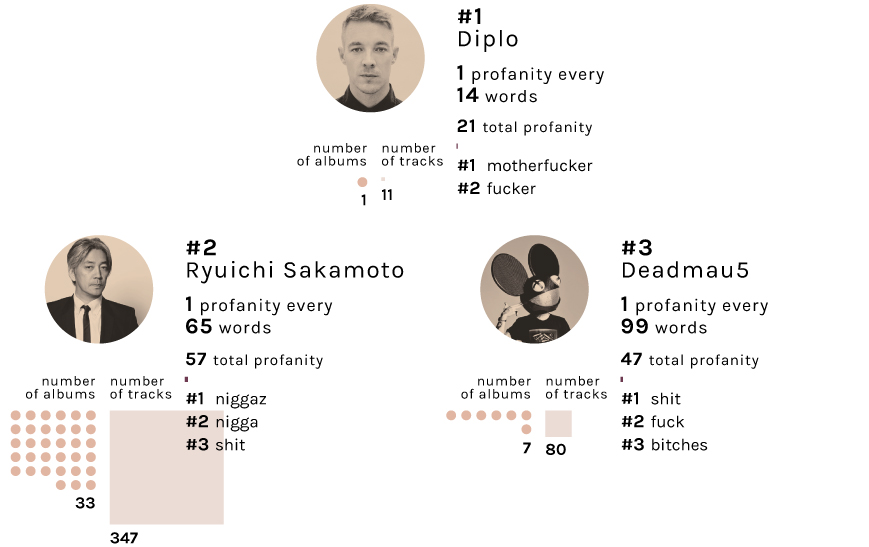 #1
Diplo
1 profanity every
14 words
21 total profanity
number
of albums
number
of tracks
1
11
#1 motherfucker
#2 fucker
#2
Ryuichi Sakamoto
1 profanity every
65 words
57 total profanity
number
of albums
number
of tracks
#1 niggaz
#2 nigga
#3 shit
33
347
#3
Deadmau5
1 profanity every
99 words
47 total profanity
number
of albums
number
of tracks
#1 shit
#2 fuck
#3 bitches
7
80